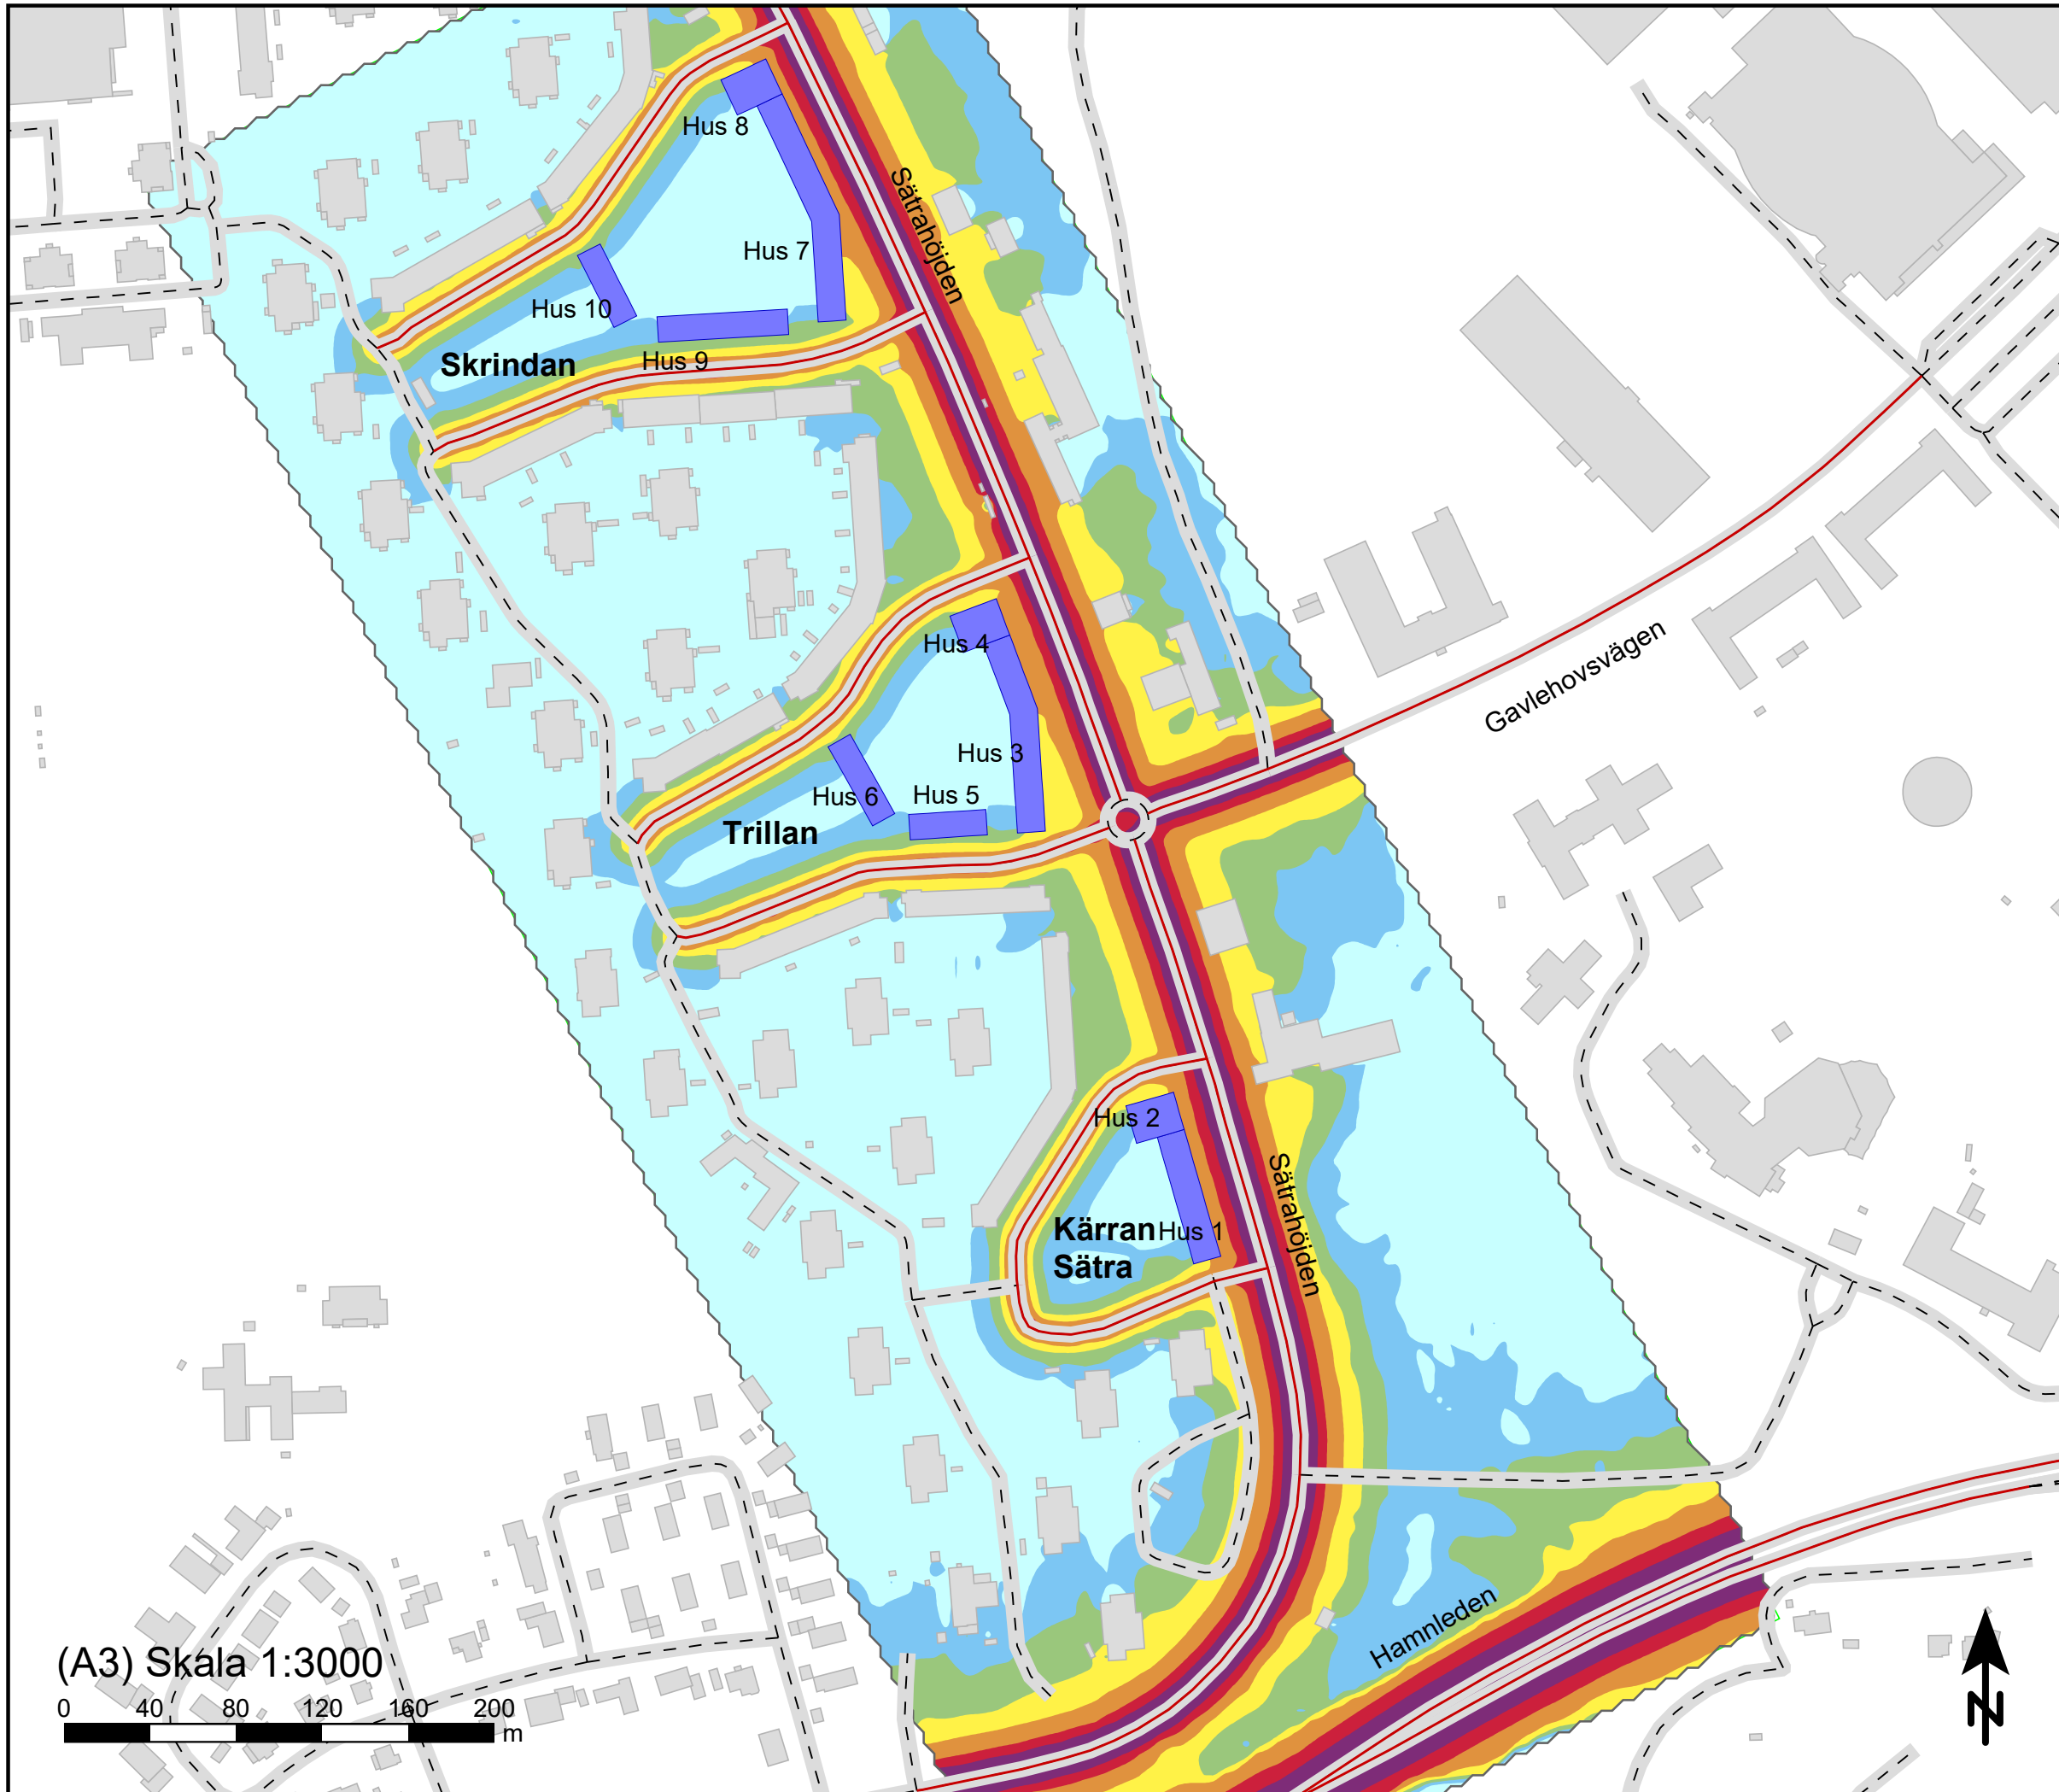 Hus 8
Sätrahöjden
Hus 7
Hus 10
Hus 9
Skrindan
Hus 4
Gavlehovsvägen
Hus 3
Hus 6
Hus 5
Trillan
Hus 2
Sätrahöjden
Kärran Hus 1
Sätra
Hamnleden
(A3) Skala 1:3000
0 40 80 120 160 200
m
N